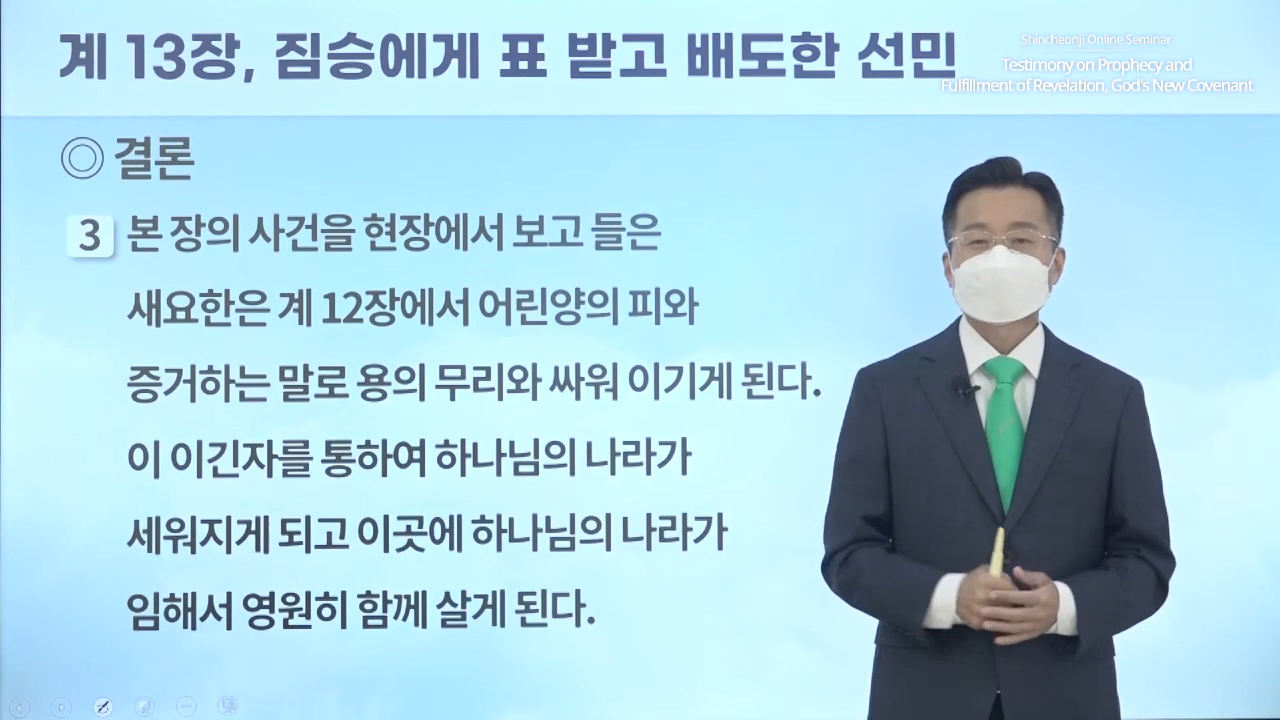 계 13장, 짐승에게 표 받고 배도한 선민
Shincheonji Online Seminar
Testimony on Prophecy and
Fulfillment of Revelation, God's New Covenant
◎ 결론
3 본 장의 사건을 현장에서 보고 들은
새요한은 계 12장에서 어린양의 피와
증거하는 말로 용의 무리와 싸워 이기게 된다.
이 이긴자를 통하여 하나님의 나라가
세워지게 되고 이곳에 하나님의 나라가
임해서 영원히 함께 살게 된다.